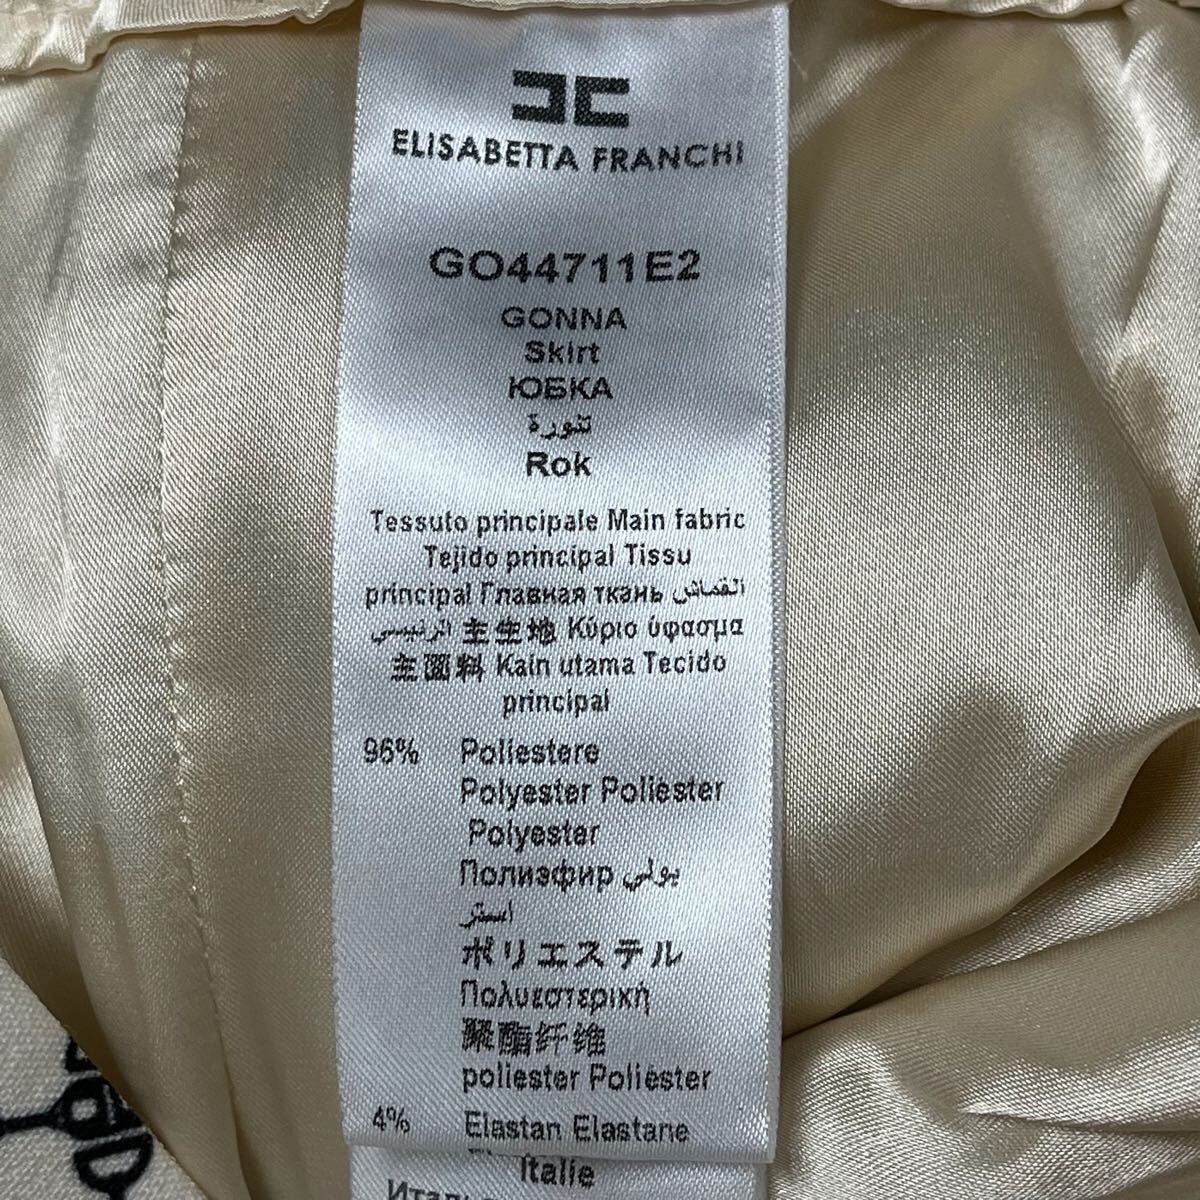 ELISABETTA FRANCHI
GO44711E2
GONNA
Skirt
ЮБКА
تنورة
Rok
Tessuto principale Main fabric
Tejido principal Tissu
principal Главная ткань القماش
الرئيسي 主生地 Κύριο ύφασμα
主面料 Kain utama Tecido
principal
96% Poliestere
Polyester Poliéster
Polyester
Полиэфир بولي
استر
ポリエステル
Πολυεστερική
聚酯纤维
poliester Poliéster
4% Elastan Elastane
Italie